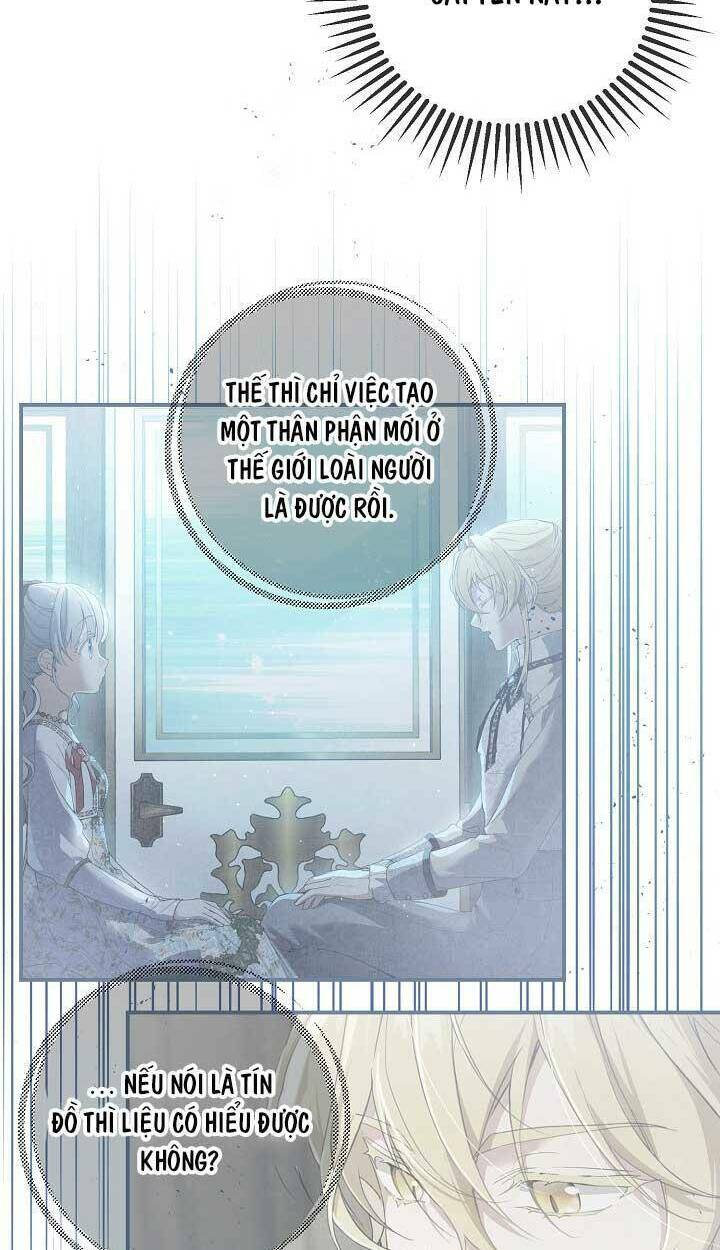 THẾ THÌ CHỈ VIỆC TẠO
MỘT THÂN PHẬN MỚI Ở
THẾ GIỚI LOÀI NGƯỜI
LÀ ĐƯỢC RỒI.
... NẾU NÓI LÀ TÍN
ĐỒ THÌ LIỆU CÓ HIỂU ĐƯỢC
KHÔNG?